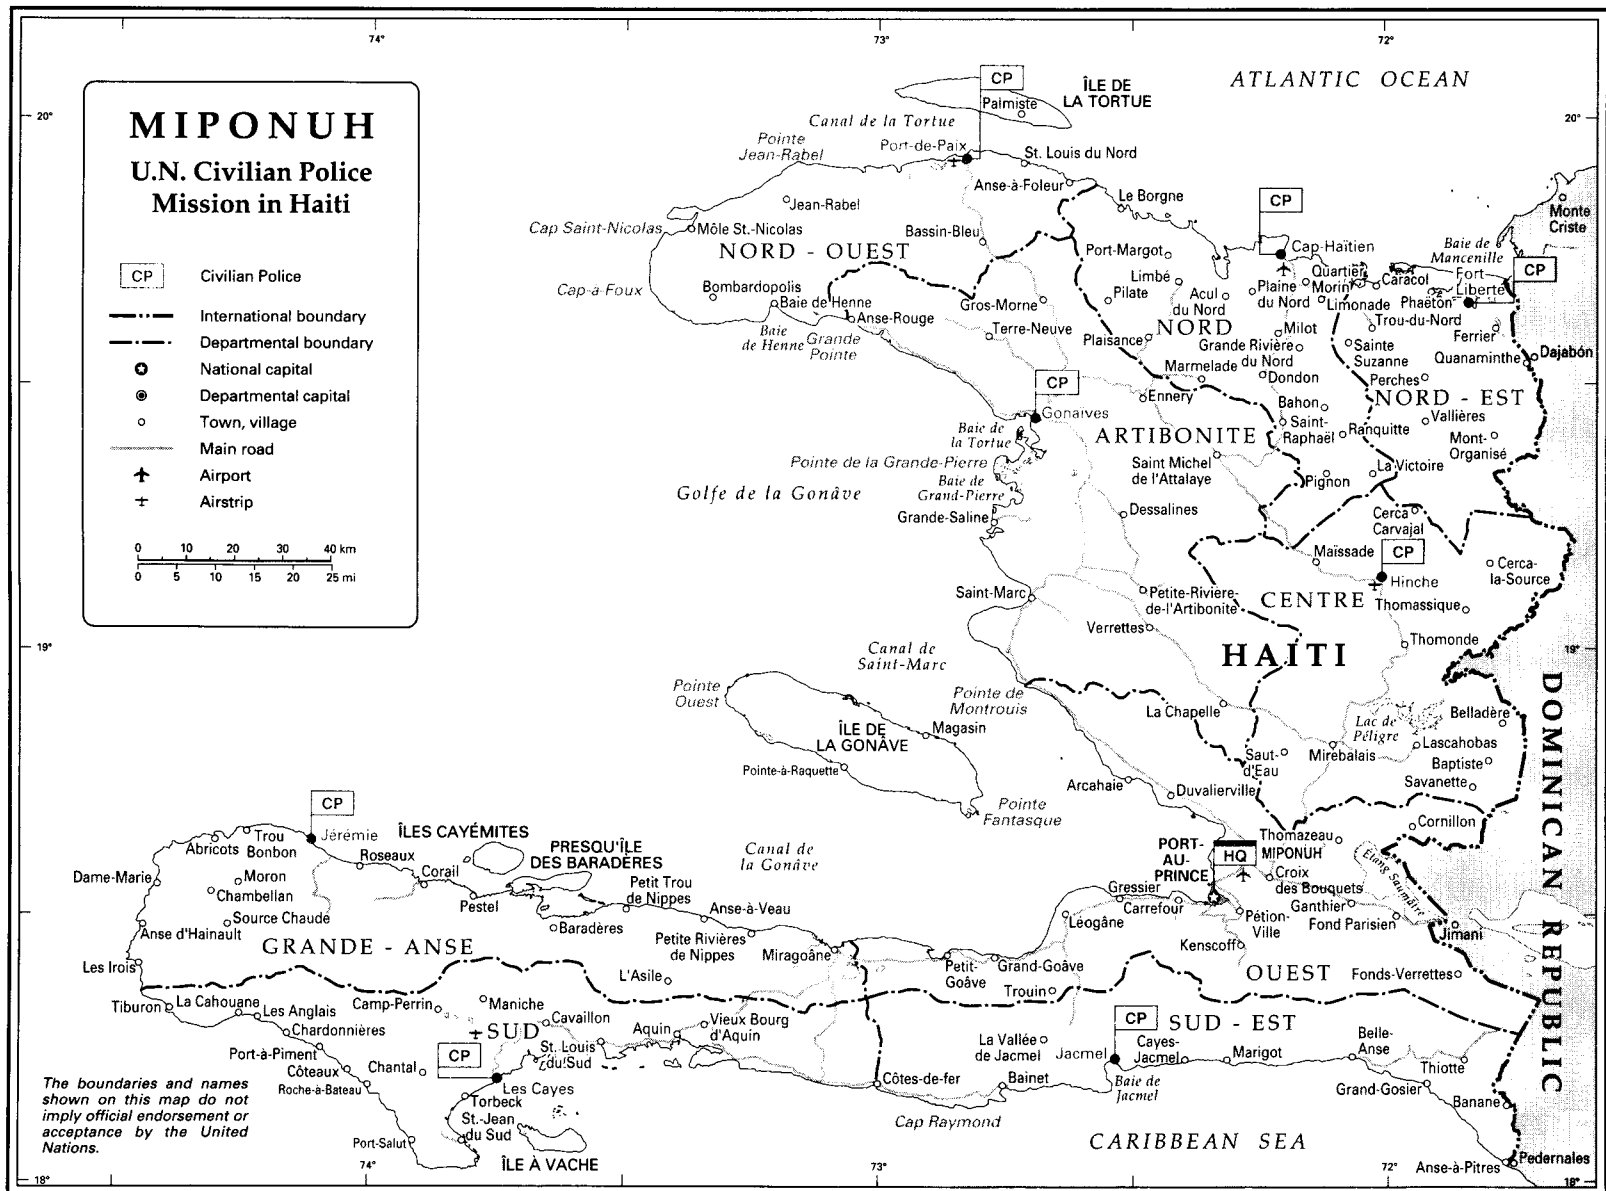 74°
73°
72°
20°
20°
MIPONUH
U.N. Civilian Police
Mission in Haiti
CP
Civilian Police
International boundary
Departmental boundary
National capital
Departmental capital
Town, village
Main road
Airport
Airstrip
0 10 20 30 40 km
0 5 10 15 20 25 mi
ATLANTIC OCEAN
CP
ÎLE DE
LA TORTUE
Palmiste
Canal de la Tortue
Pointe
Jean-Rabel
Port-de-Paix
St. Louis du Nord
Anse-à-Foleur
Le Borgne
CP
Monte
Criste
Jean-Rabel
Cap Saint-Nicolas
Môle St.-Nicolas
NORD - OUEST
Bassin-Bleu
Port-Margot
Cap-Haïtien
Baie de
Mancenille
Fort
Liberté
CP
Cap-à-Foux
Bombardopolis
Baie de Henne
Baie
de Henne
Grande
Pointe
Anse-Rouge
Gros-Morne
Terre-Neuve
Limbé
Pilate
Acul
du Nord
Plaine
du Nord
Quartier
Morin
Caracol
Phaëton
Limonade
Trou-du-Nord
Ferrier
NORD
Plaisance
Milot
Grande Rivière
du Nord
Sainte
Suzanne
Quanaminthe
Dajabón
Marmelade
Dondon
Perches
CP
Gonaïves
Ennery
Bahon
NORD - EST
Vallières
Baie de
la Tortue
ARTIBONITE
Saint-
Raphaël
Ranquitte
Mont-
Organisé
Pointe de la Grande-Pierre
Saint Michel
de l'Attalaye
La Victoire
Pignon
Golfe de la Gonâve
Baie de
Grand-Pierre
Grande-Saline
Dessalines
Cerca
Carvajal
CP
Maïssade
Hinche
Cerca-
la-Source
Saint-Marc
Petite-Riviere-
de-l'Artibonite
CENTRE
Thomassique
Verrettes
Thomonde
HAITI
19°
19°
Canal de
Saint-Marc
Pointe
Ouest
Pointe de
Montrouis
La Chapelle
Lac de
Péligre
Belladère
ÎLE DE
LA GONÂVE
Magasin
Pointe-à-Raquette
Saut-
d'Eau
Mirebalais
Lascahobas
Baptiste
Savanette
Arcahaie
Duvalierville
Pointe
Fantasque
DOMINICAN REPUBLIC
CP
Jérémie
ÎLES CAYÉMITES
Trou
Bonbon
Abricots
Roseaux
PRESQU'ÎLE
DES BARADÈRES
Canal de
la Gonâve
Cornillon
Thomazeau
PORT-
AU-
PRINCE
HQ
MIPONUH
Étang Saumâtre
Dame-Marie
Moron
Chambellan
Corail
Pestel
Petit Trou
de Nippes
Gressier
Carrefour
Croix
des Bouquets
Ganthier
Source Chaude
Anse d'Hainault
Baradères
Anse-à-Veau
Léogâne
Pétion-
Ville
Fond Parisien
Jimani
GRANDE - ANSE
Petite Rivières
de Nippes
Miragoâne
Kenscoff
Les Irois
L'Asile
Petit-
Goâve
Grand-Goâve
OUEST
Fonds-Verrettes
Trouin
Tiburon
La Cahouane
Les Anglais
Camp-Perrin
Maniche
Cavaillon
Aquin
Vieux Bourg
d'Aquin
CP
SUD - EST
Chardonnières
SUD
CP
St. Louis
du Sud
La Vallée
de Jacmel
Jacmel
Cayes-
Jacmel
Marigot
Belle-
Anse
Port-à-Piment
Côteaux
Chantal
Thiotte
Roche-à-Bateau
Les Cayes
Torbeck
Côtes-de-fer
Bainet
Baie de
Jacmel
Grand-Gosier
Banane
St.-Jean
du Sud
Cap Raymond
Port-Salut
ÎLE À VACHE
CARIBBEAN SEA
Anse-à-Pitres
Pedernales
The boundaries and names
shown on this map do not
imply official endorsement or
acceptance by the United
Nations.
18°
74°
73°
72°
18°